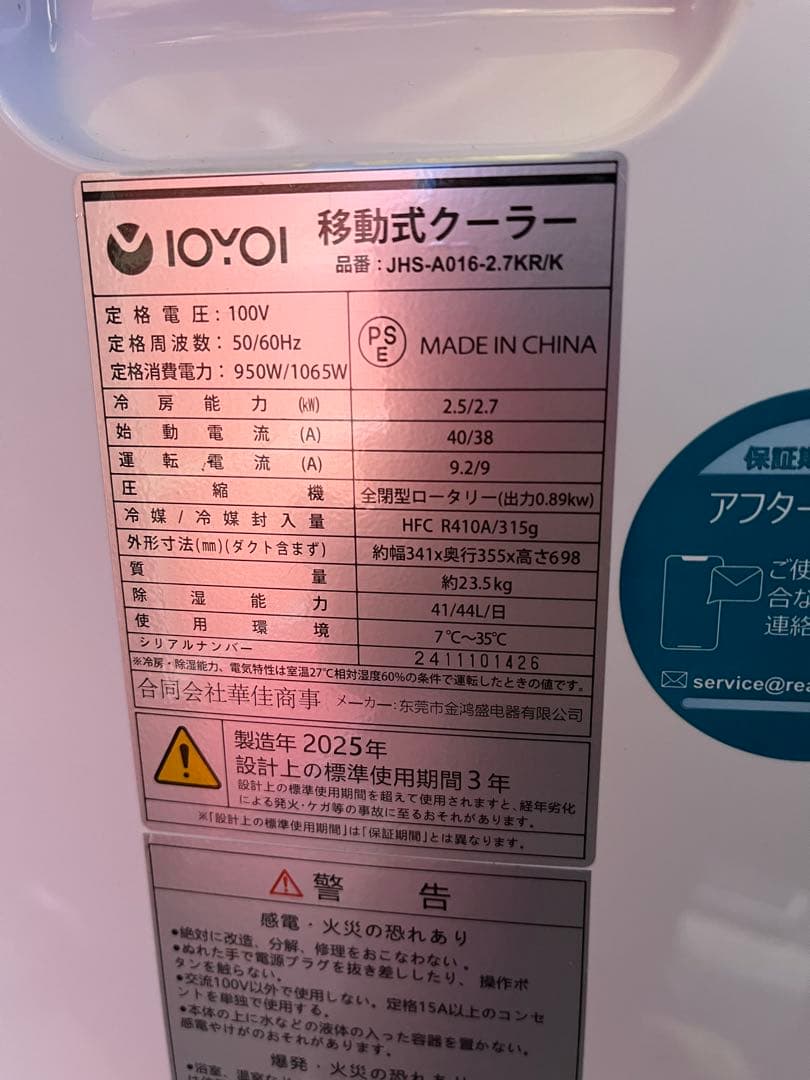 IOYOI 移動式クーラー
品番：JHS-A016-2.7KR/K
定格電圧：100V
定格周波数：50/60Hz
定格消費電力：950W/1065W
PSE MADE IN CHINA
冷房能力(kW) 2.5/2.7
始動電流(A) 40/38
運転電流(A) 9.2/9
圧縮機 全閉型ロータリー(出力0.89kw)
冷媒/冷媒封入量 HFC R410A/315g
外形寸法(mm)(ダクト含まず) 約幅341x奥行355x高さ698
質量 約23.5kg
除湿能力 41/44L/日
使用環境 7℃～35℃
シリアルナンバー 2411101426
※冷房・除湿能力、電気特性は室温27℃相対湿度60%の条件で運転したときの値です。
合同会社華佳商事 メーカー：东莞市金鸿盛电器有限公司
製造年 2025年
設計上の標準使用期間 3 年
設計上の標準使用期間を超えて使用されますと、経年劣化
による発火・ケガ等の事故に至るおそれがあります。
※「設計上の標準使用期間」は「保証期間」とは異なります。
警告
感電・火災の恐れあり
●絶対に改造、分解、修理をおこなわない。
●ぬれた手で電源プラグを抜き差ししたり、操作ボ
タンを触らない。
●交流100V以外で使用しない。定格15A以上のコンセ
ントを単独で使用する。
●本体の上に水などの液体の入った容器を置かない。
感電やけがのおそれがあります。
爆発・火災の恐れあり
●浴室、温室など
保証期
アフター
ご使
合な
連絡
service@rea